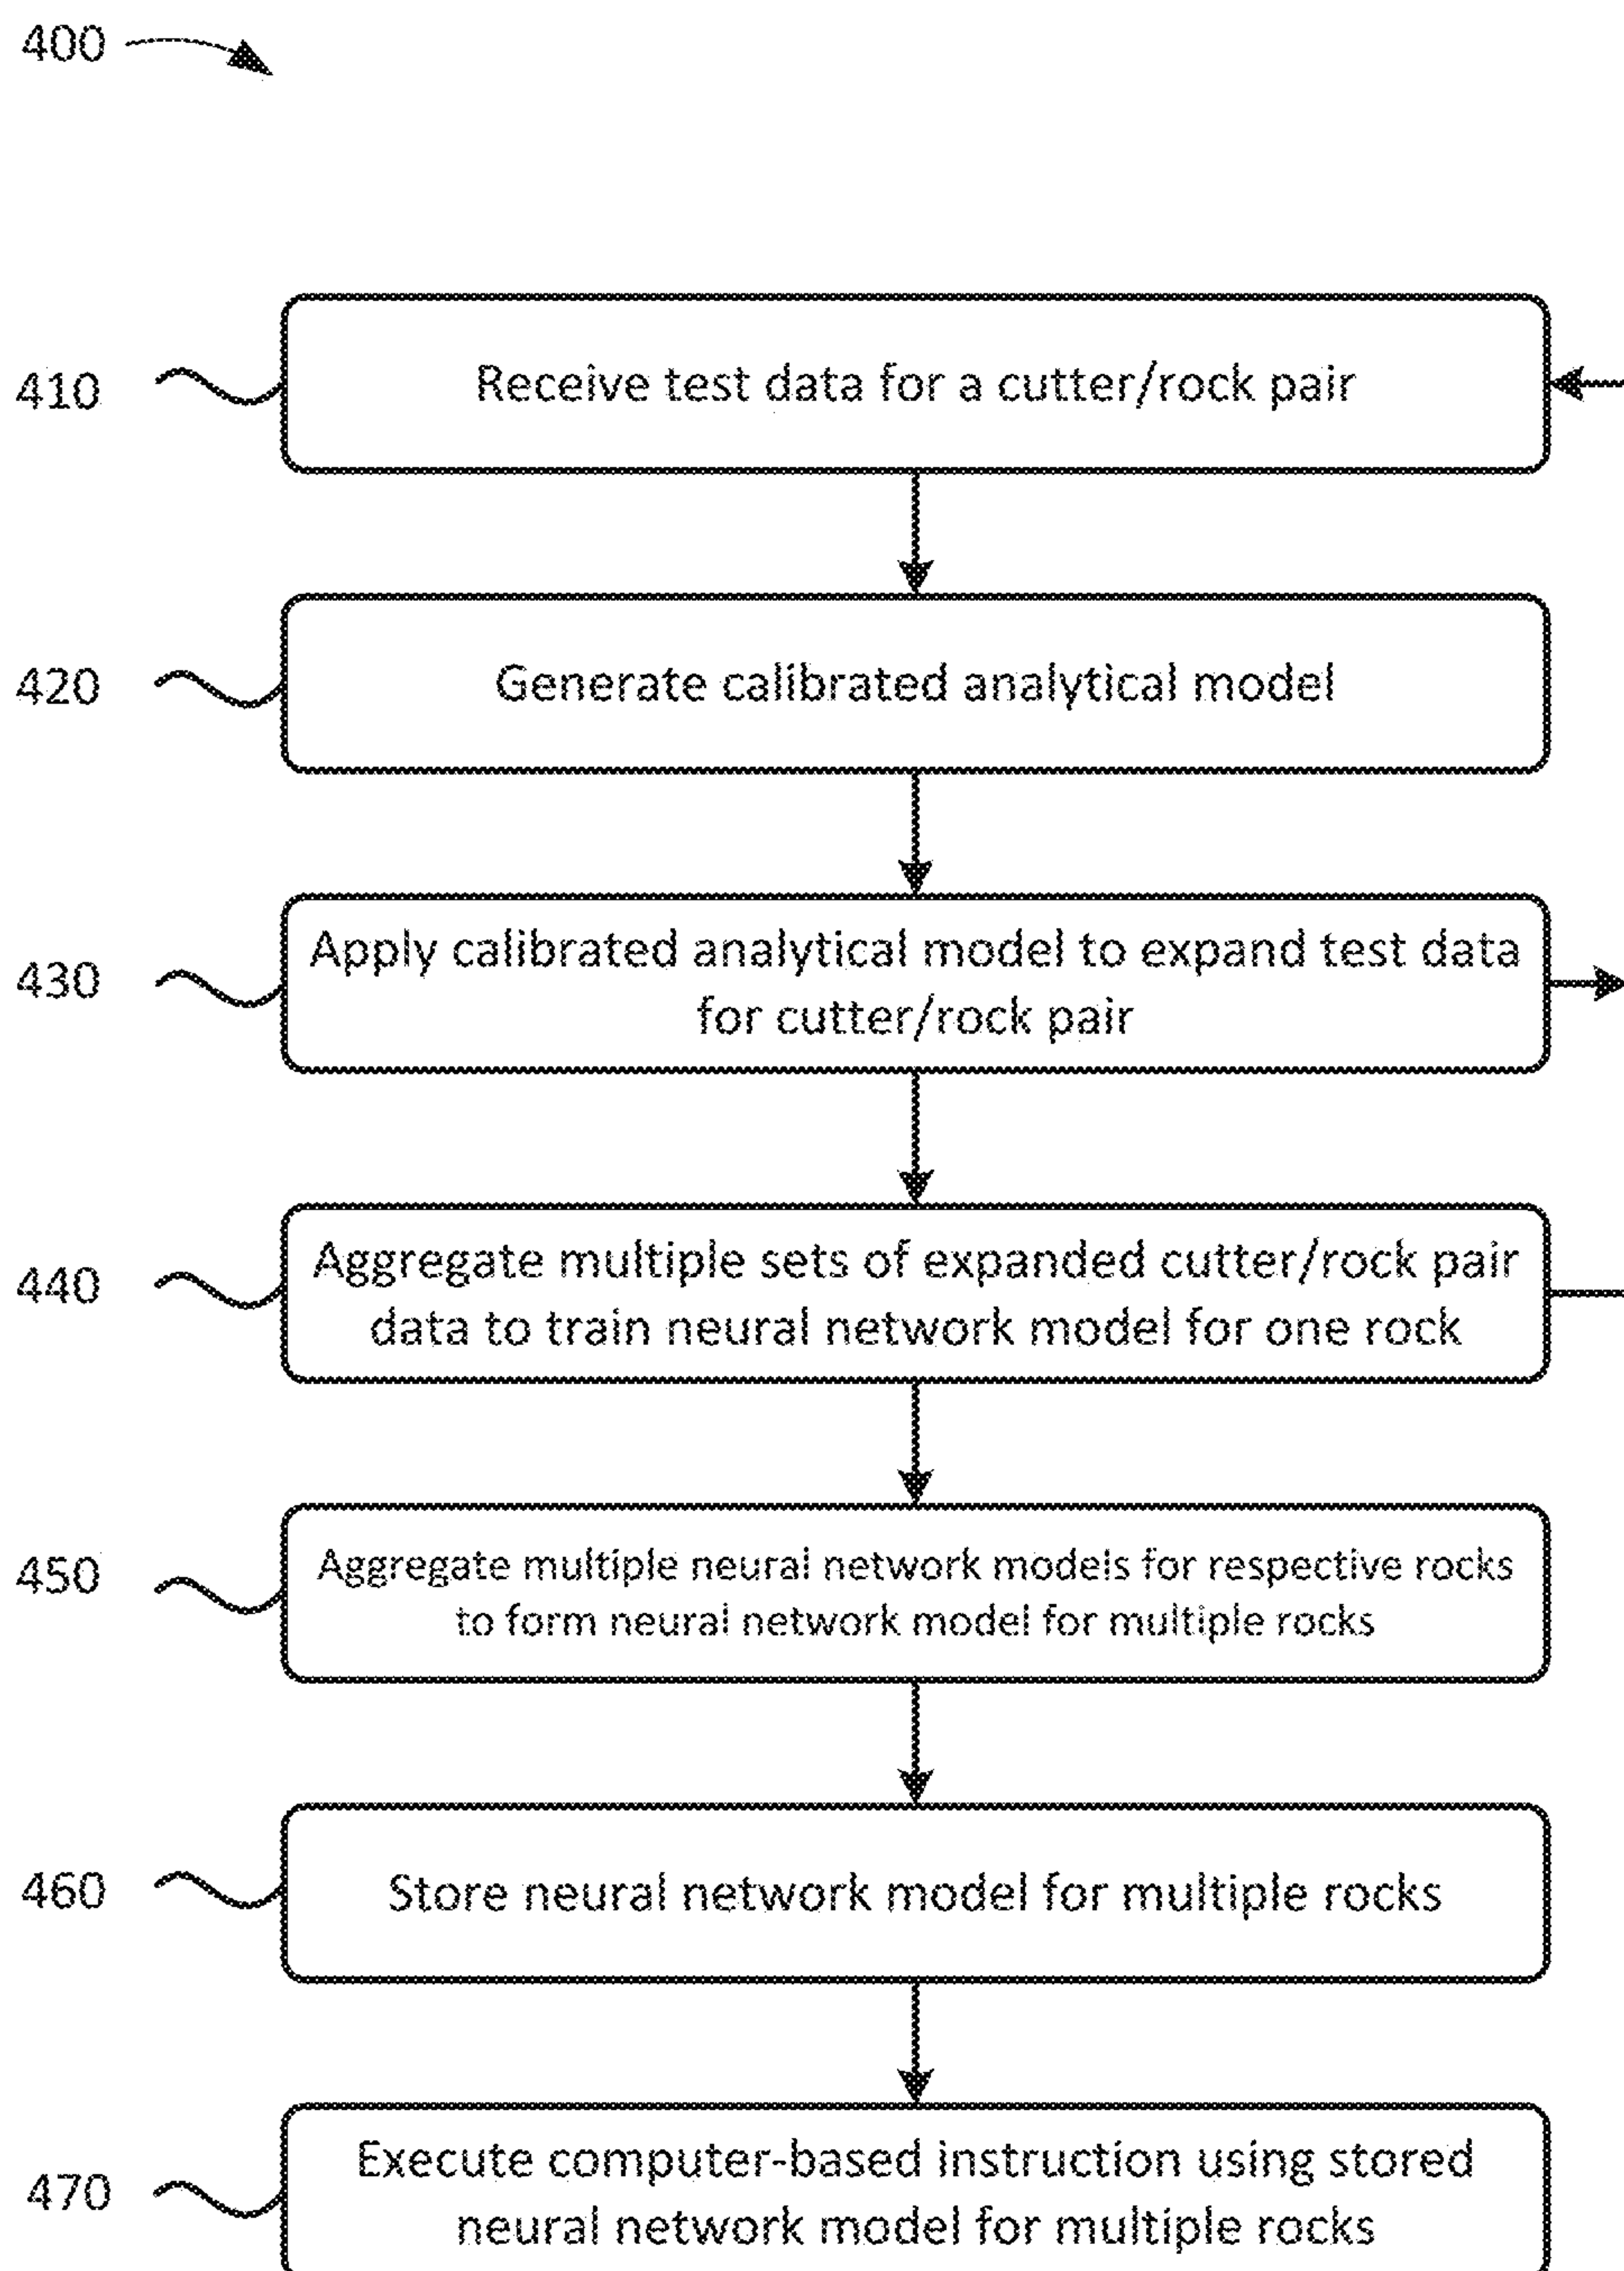 400
410
Receive test data for a cutter/rock pair
420
Generate calibrated analytical model
430
Apply calibrated analytical model to expand test data
for cutter/rock pair
440
Aggregate multiple sets of expanded cutter/rock pair
data to train neural network model for one rock
450
Aggregate multiple neural network models for respective rocks
to form neural network model for multiple rocks
460
Store neural network model for multiple rocks
470
Execute computer-based instruction using stored
neural network model for multiple rocks